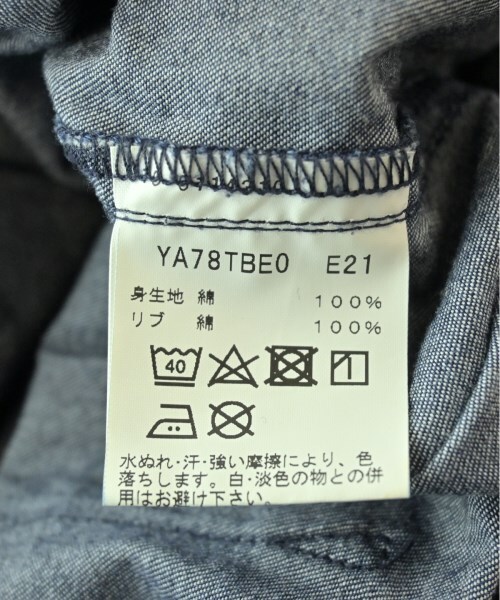 YA78TBE0 E21
身生地 綿 100%
リブ 綿 100%
40
水ぬれ・汗・強い摩擦により、色
落ちします。白・淡色の物との併
用はお避け下さい。